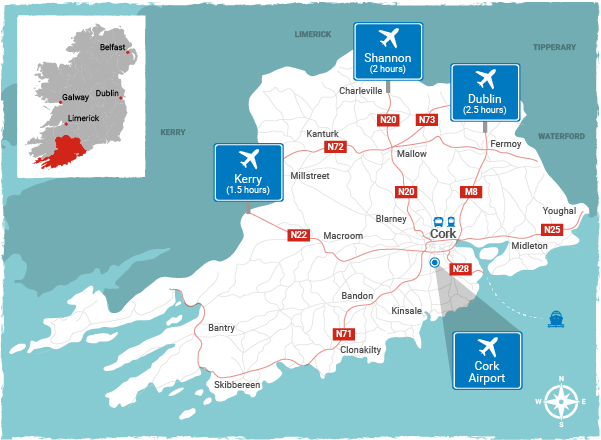 Belfast
Dublin
Galway
Limerick
LIMERICK
TIPPERARY
WATERFORD
KERRY
Shannon
(2 hours)
Dublin
(2.5 hours)
Kerry
(1.5 hours)
Charleville
N20
N73
Kanturk
N72
Mallow
Fermoy
Millstreet
N20
M8
Blarney
Cork
Youghal
N25
Midleton
N22
Macroom
N28
Bandon
Kinsale
Bantry
N71
Clonakilty
Skibbereen
Cork
Airport
N
W E
S